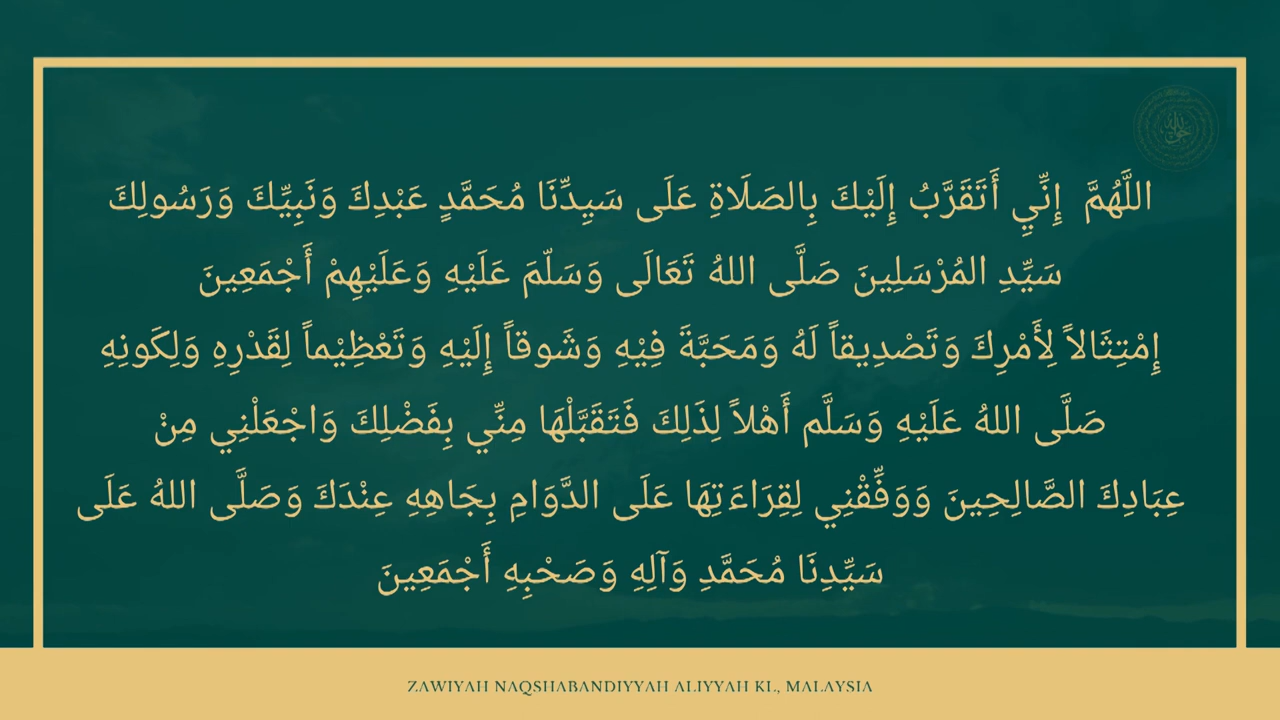 اللَّهُمَّ إِنِّي أَتَقَرَّبُ إِلَيْكَ بِالصَلَاةِ عَلَى سَيِدِّنَا مُحَمَّدٍ عَبْدِكَ وَنَبِيِّكَ وَرَسُولِكَ
سَيِّدِ المُرْسَلِينَ صَلَّى اللهُ تَعَالَى وَسَلّمَ عَلَيْهِ وَعَلَيْهِمْ أَجْمَعِينَ
إِمْتِثَالاً لِأَمْرِكَ وَتَصْدِيقاً لَهُ وَمَحَبَّةَ فِيْهِ وَشَوقاً إِلَيْهِ وَتَعْظِيْماً لِقَدْرِهِ وَلِكَونِهِ
صَلَّى اللهُ عَلَيْهِ وَسَلَّم أَهْلاً لِذَلِكَ فَتَقَبَّلْهَا مِنِّي بِفَضْلِكَ وَاجْعَلْنِي مِنْ
عِبَادِكَ الصَّالِحِينَ وَوَفِّقْنِي لِقِرَاءَتِهَا عَلَى الدَّوَامِ بِجَاهِهِ عِنْدَكَ وَصَلَّى اللهُ عَلَى
سَيِّدِنَا مُحَمَّدِ وَآلِهِ وَصَحْبِهِ أَجْمَعِينَ
ZAWIYAH NAQSHABANDIYYAH ALIYYAH KL, MALAYSIA